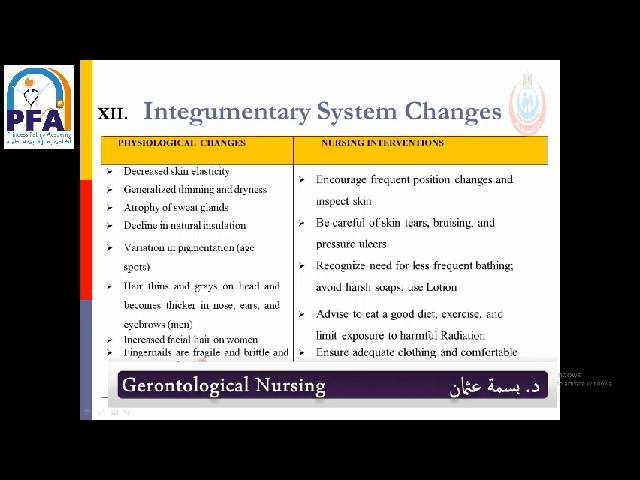 PFA
XII. Integumentary System Changes
PHYSIOLOGICAL CHANGES
Decreased skin elasticity
Generalized thinning and dryness
Atrophy of sweat glands
Decline in natural insulation
Variation in pigmentation (age
spots)
Hair thins and grays on head and
becomes thicker in nose, ears, and
eyebrows (men)
Increased facial hair on women
Fingernails are fragile and brittle and
NURSING INTERVENTIONS
Encourage frequent position changes and
inspect skin
Be careful of skin tears, bruising, and
pressure ulcers
Recognize need for less frequent bathing;
avoid harsh soaps; use Lotion
Advise to eat a good diet, exercise, and
limit exposure to harmful Radiation
Ensure adequate clothing and comfortable
Gerontological Nursing
د. بسمة عثمان